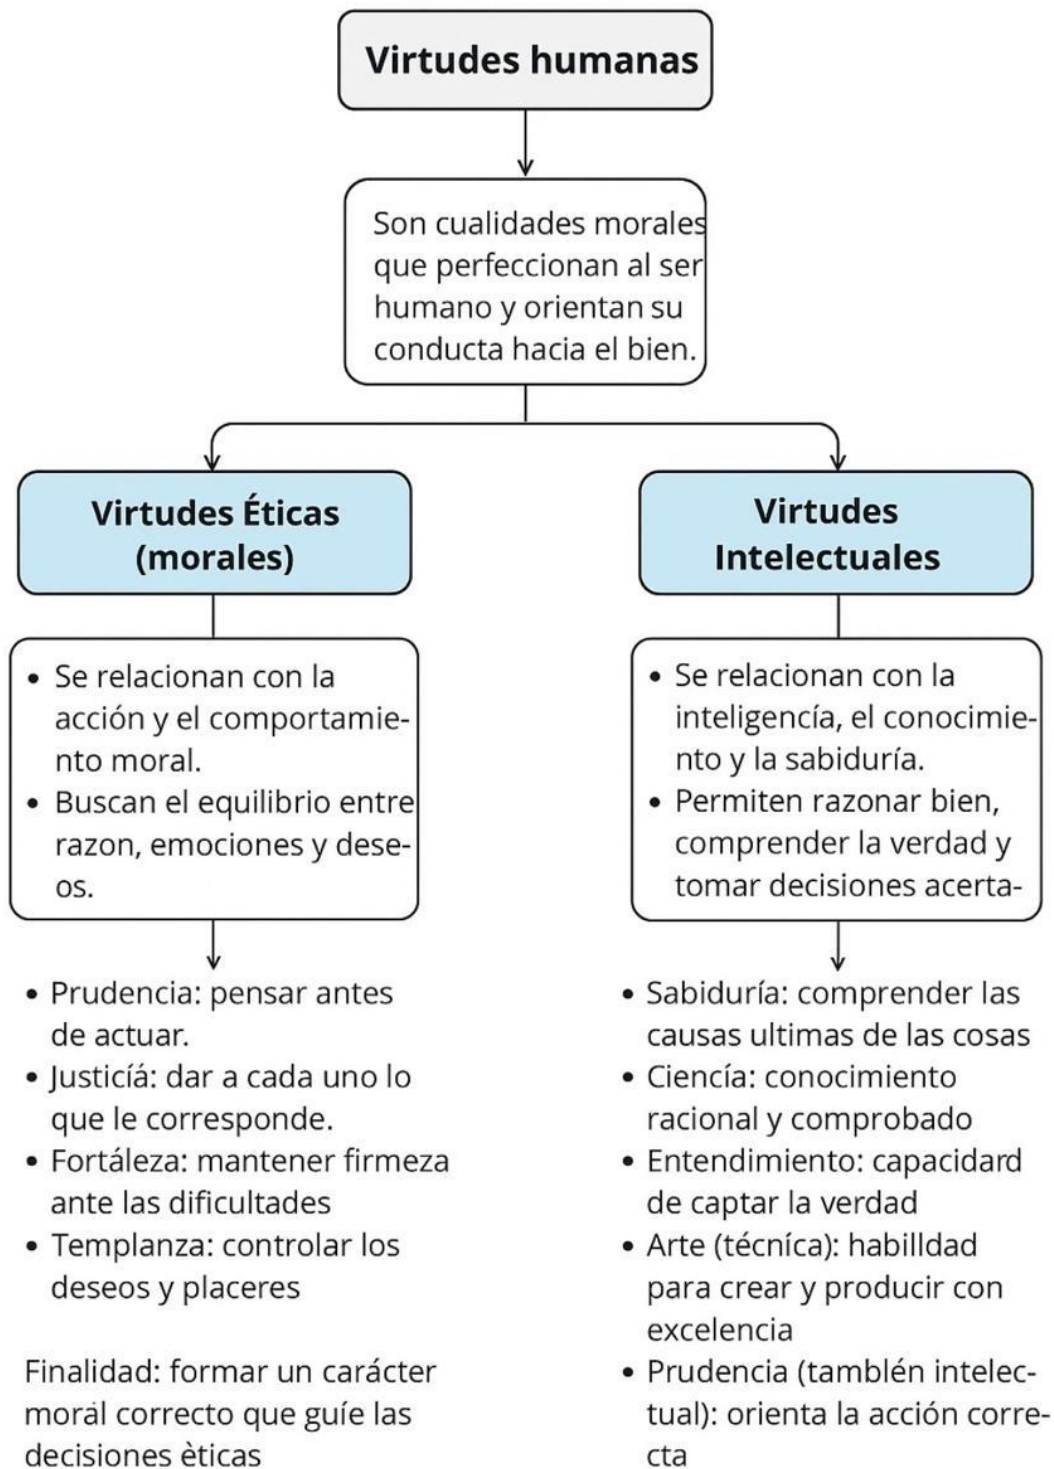 Virtudes humanas
Son cualidades morales
que perfeccionan al ser
humano y orientan su
conducta hacia el bien.
Virtudes Éticas
(morales)
• Se relacionan con la
acción y el comportamie-
nto moral.
• Buscan el equilibrio entre
razon, emociones y dese-
os.
• Prudencia: pensar antes
de actuar.
• Justicíá: dar a cada uno lo
que le corresponde.
• Fortáleza: mantener firmeza
ante las dificultades
• Templanza: controlar los
deseos y placeres
Finalidad: formar un carácter
moral correcto que guíe las
decisiones èticas
Virtudes
Intelectuales
• Se relacionan con la
inteligencía, el conocimie-
nto y la sabiduría.
• Permiten razonar bien,
comprender la verdad y
tomar decisiones acerta-
• Sabiduría: comprender las
causas ultimas de las cosas
• Ciencía: conocimiento
racional y comprobado
• Entendimiento: capacidard
de captar la verdad
• Arte (técníca): habilldad
para crear y producir con
excelencia
• Prudencia (tamblén intelec-
tual): orienta la acción corre-
cta